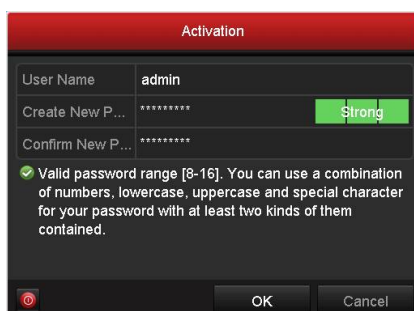 Activation
User Name admin
Create New P... ********* Strong
Confirm New P... *********
Valid password range [8-16]. You can use a combination
of numbers, lowercase, uppercase and special character
for your password with at least two kinds of them
contained.
OK Cancel